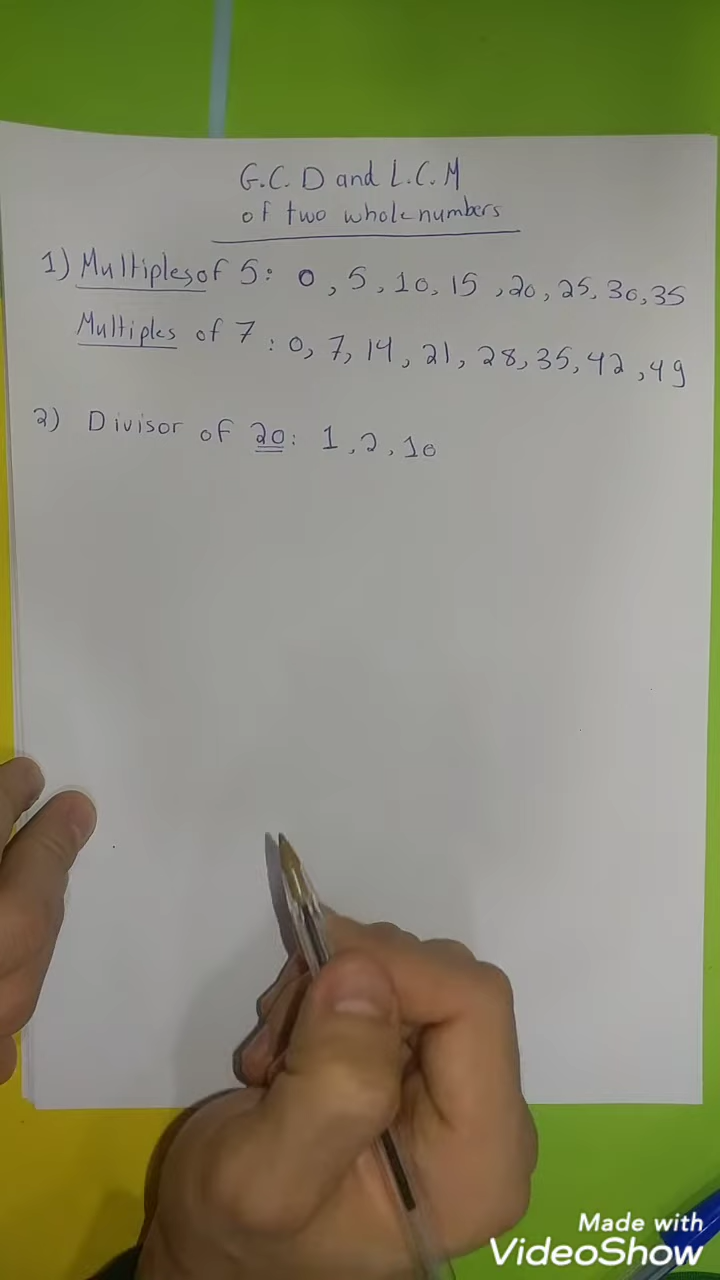 G.C.D and L.C.M
of two whole numbers
1) Multiples of 5: 0, 5, 10, 15, 20, 25, 30, 35
Multiples of 7: 0, 7, 14, 21, 28, 35, 42, 49
2) Divisor of 20: 1, 2, 10
Made with
VideoShow